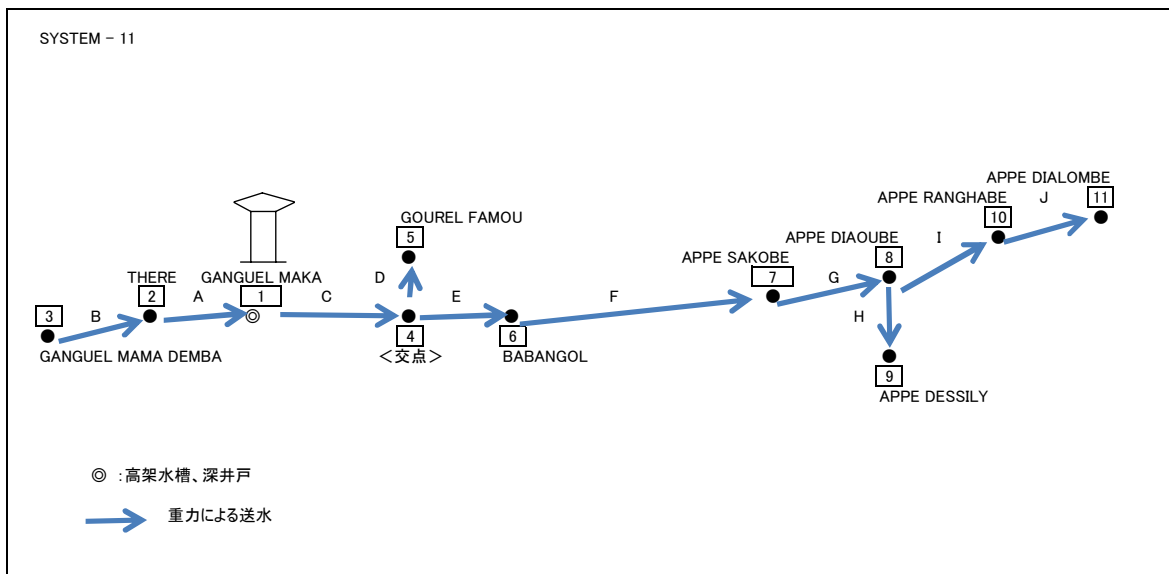 SYSTEM - 11
APPE DIALOMBE
11
J
APPE RANGHABE
10
I
GOUREL FAMOU
5
APPE DIAOUBE
8
APPE SAKOBE
7
G
THERE
2
A
GANGUEL MAKA
1
C
D
E
F
H
3
B
GANGUEL MAMA DEMBA
4
<交点>
6
BABANGOL
9
APPE DESSILY
◎ :高架水槽、深井戸
重力による送水